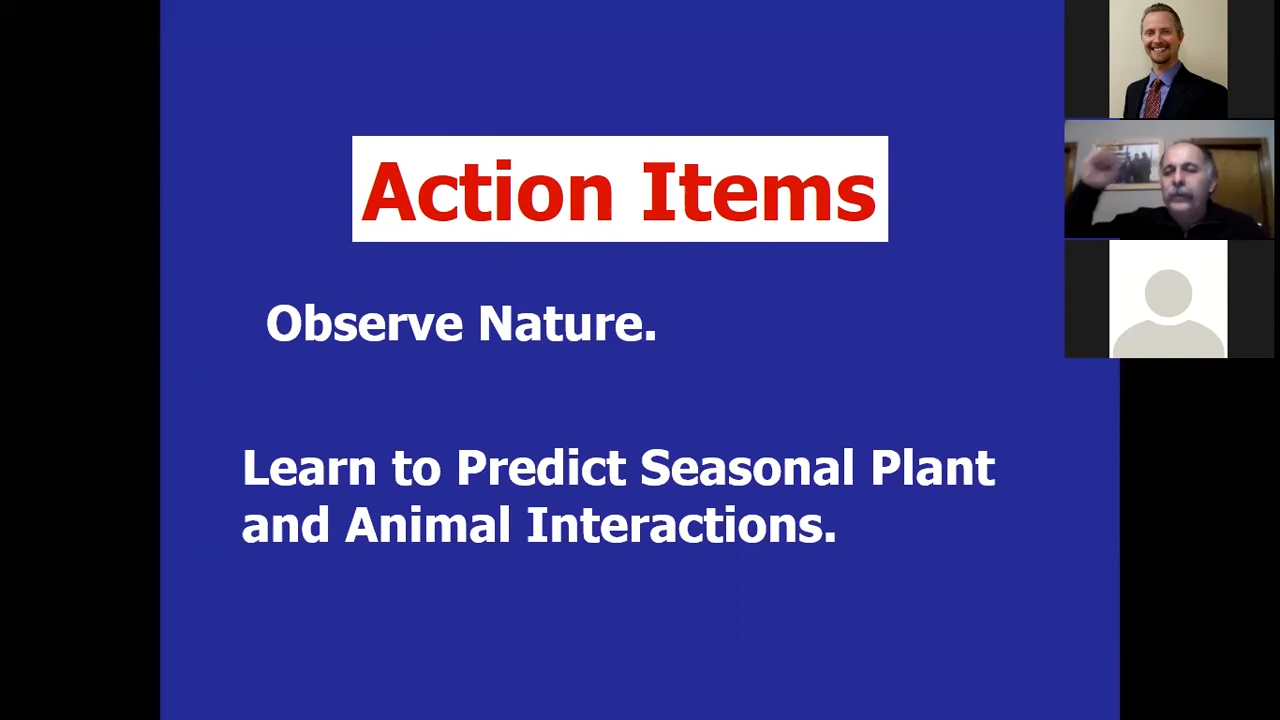 Action Items
Observe Nature.
Learn to Predict Seasonal Plant
and Animal Interactions.